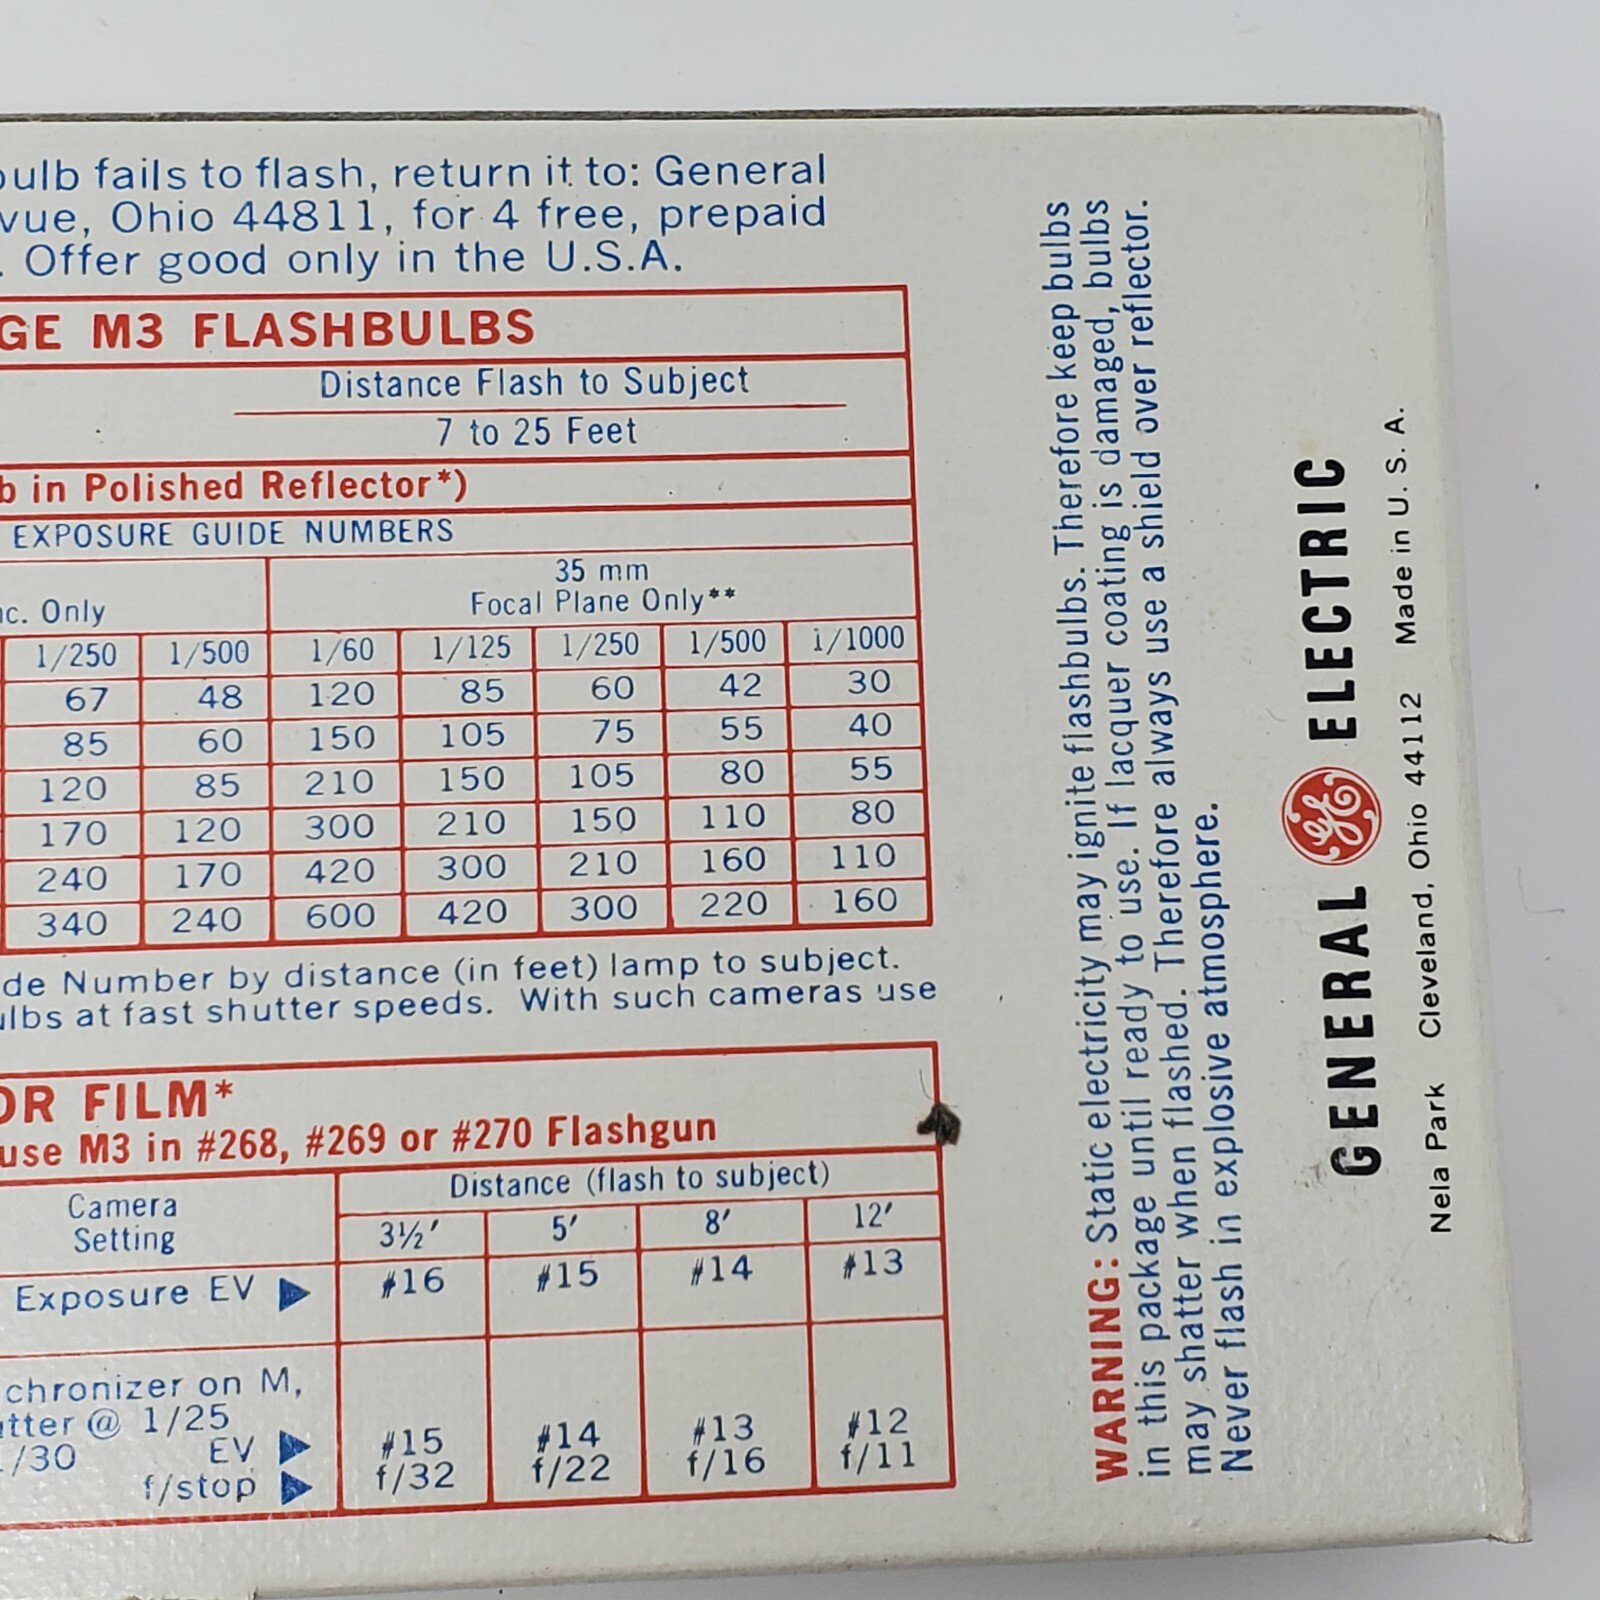 bulb fails to flash, return it to: General
vue, Ohio 44811, for 4 free, prepaid
. Offer good only in the U.S.A.
GE M3 FLASHBULBS
Distance Flash to Subject
7 to 25 Feet
b in Polished Reflector*)
EXPOSURE GUIDE NUMBERS
nc. Only
35 mm
Focal Plane Only**
1/250 1/500 1/60 1/125 1/250 1/500 1/1000
67 48 120 85 60 42 30
85 60 150 105 75 55 40
120 85 210 150 105 80 55
170 120 300 210 150 110 80
240 170 420 300 210 160 110
340 240 600 420 300 220 160
de Number by distance (in feet) lamp to subject.
ulbs at fast shutter speeds. With such cameras use
OR FILM*
use M3 in #268, #269 or #270 Flashgun
Camera
Setting
Distance (flash to subject)
3½' 5' 8' 12'
Exposure EV ▶ #16 #15 #14 #13
chronizer on M,
utter @ 1/25
1/30 EV ▶ #15 #14 #13 #12
f/stop ▶ f/32 f/22 f/16 f/11
WARNING: Static electricity may ignite flashbulbs. Therefore keep bulbs
in this package until ready to use. If lacquer coating is damaged, bulbs
may shatter when flashed. Therefore always use a shield over reflector.
Never flash in explosive atmosphere.
GENERAL GE ELECTRIC
Nela Park Cleveland, Ohio 44112 Made in U. S. A.